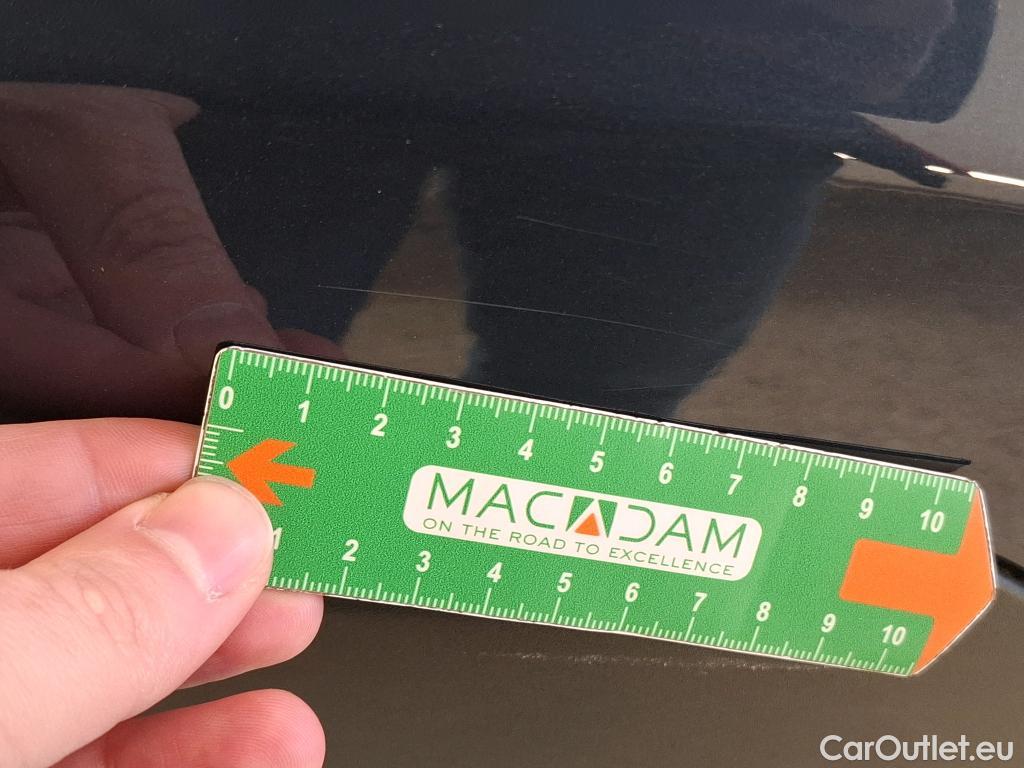 0 1 2 3 4 5 6 7 8 9 10
MACADAM
ON THE ROAD TO EXCELLENCE
1 2 3 4 5 6 7 8 9 10
CarOutlet.eu